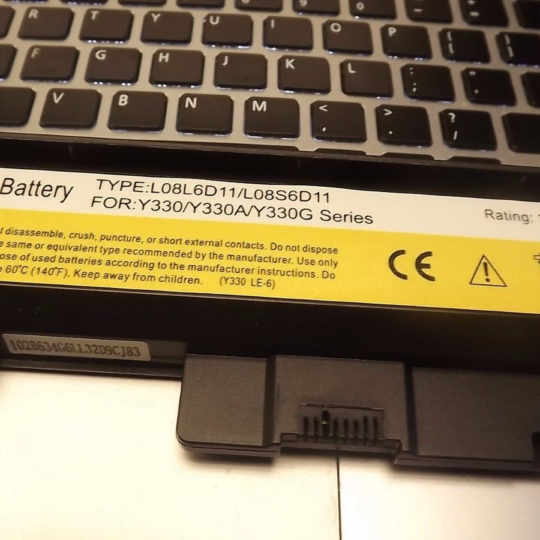 R T Y U I O P { [ } ]
F G H J K L : ; " '
V B N M < , > . ? /
Battery TYPE:L08L6D11/L08S6D11
FOR:Y330/Y330A/Y330G Series
Rating:
disassemble, crush, puncture, or short external contacts. Do not dispose
same or equivalent type recommended by the manufacturer. Use only
of used batteries according to the manufacturer instructions. Do
60°C (140°F). Keep away from children. (Y330 LE-6)
CE